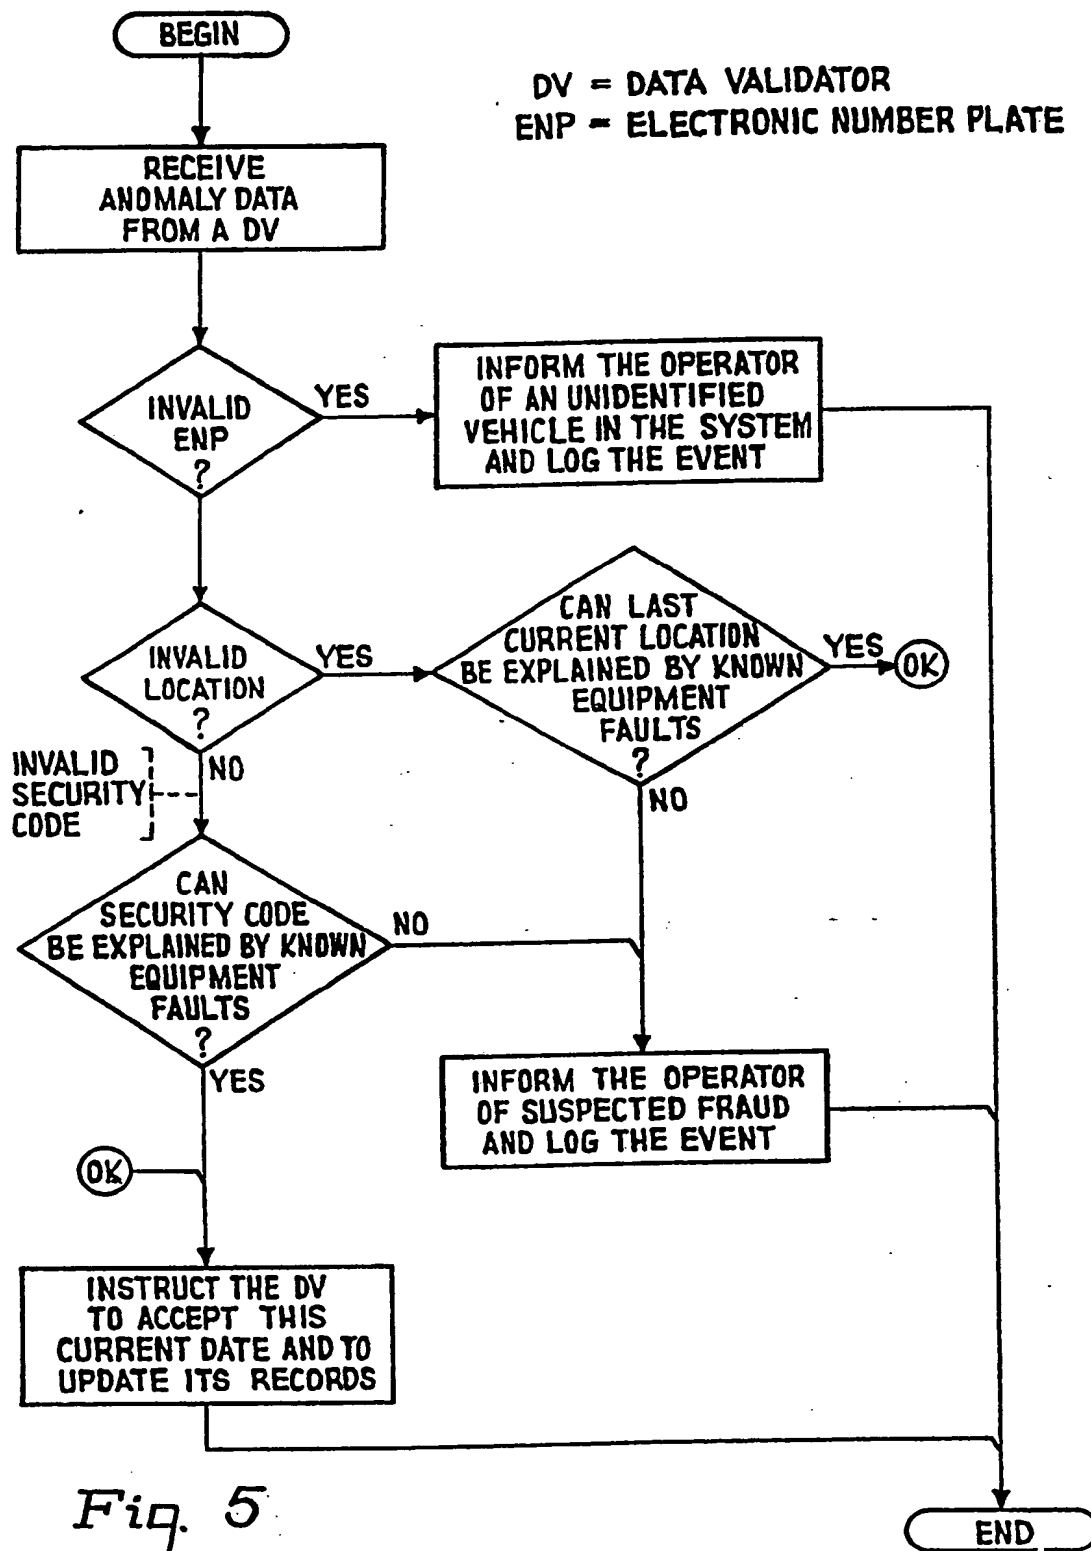 BEGIN
DV = DATA VALIDATOR
ENP = ELECTRONIC NUMBER PLATE
RECEIVE
ANOMALY DATA
FROM A DV
INVALID
ENP
?
YES
INFORM THE OPERATOR
OF AN UNIDENTIFIED
VEHICLE IN THE SYSTEM
AND LOG THE EVENT
INVALID
LOCATION
?
YES
CAN LAST
CURRENT LOCATION
BE EXPLAINED BY KNOWN
EQUIPMENT
FAULTS
?
YES
OK
NO
INVALID
SECURITY
CODE
NO
CAN
SECURITY CODE
BE EXPLAINED BY KNOWN
EQUIPMENT
FAULTS
?
NO
YES
INFORM THE OPERATOR
OF SUSPECTED FRAUD
AND LOG THE EVENT
OK
INSTRUCT THE DV
TO ACCEPT THIS
CURRENT DATE AND TO
UPDATE ITS RECORDS
Fig. 5
END